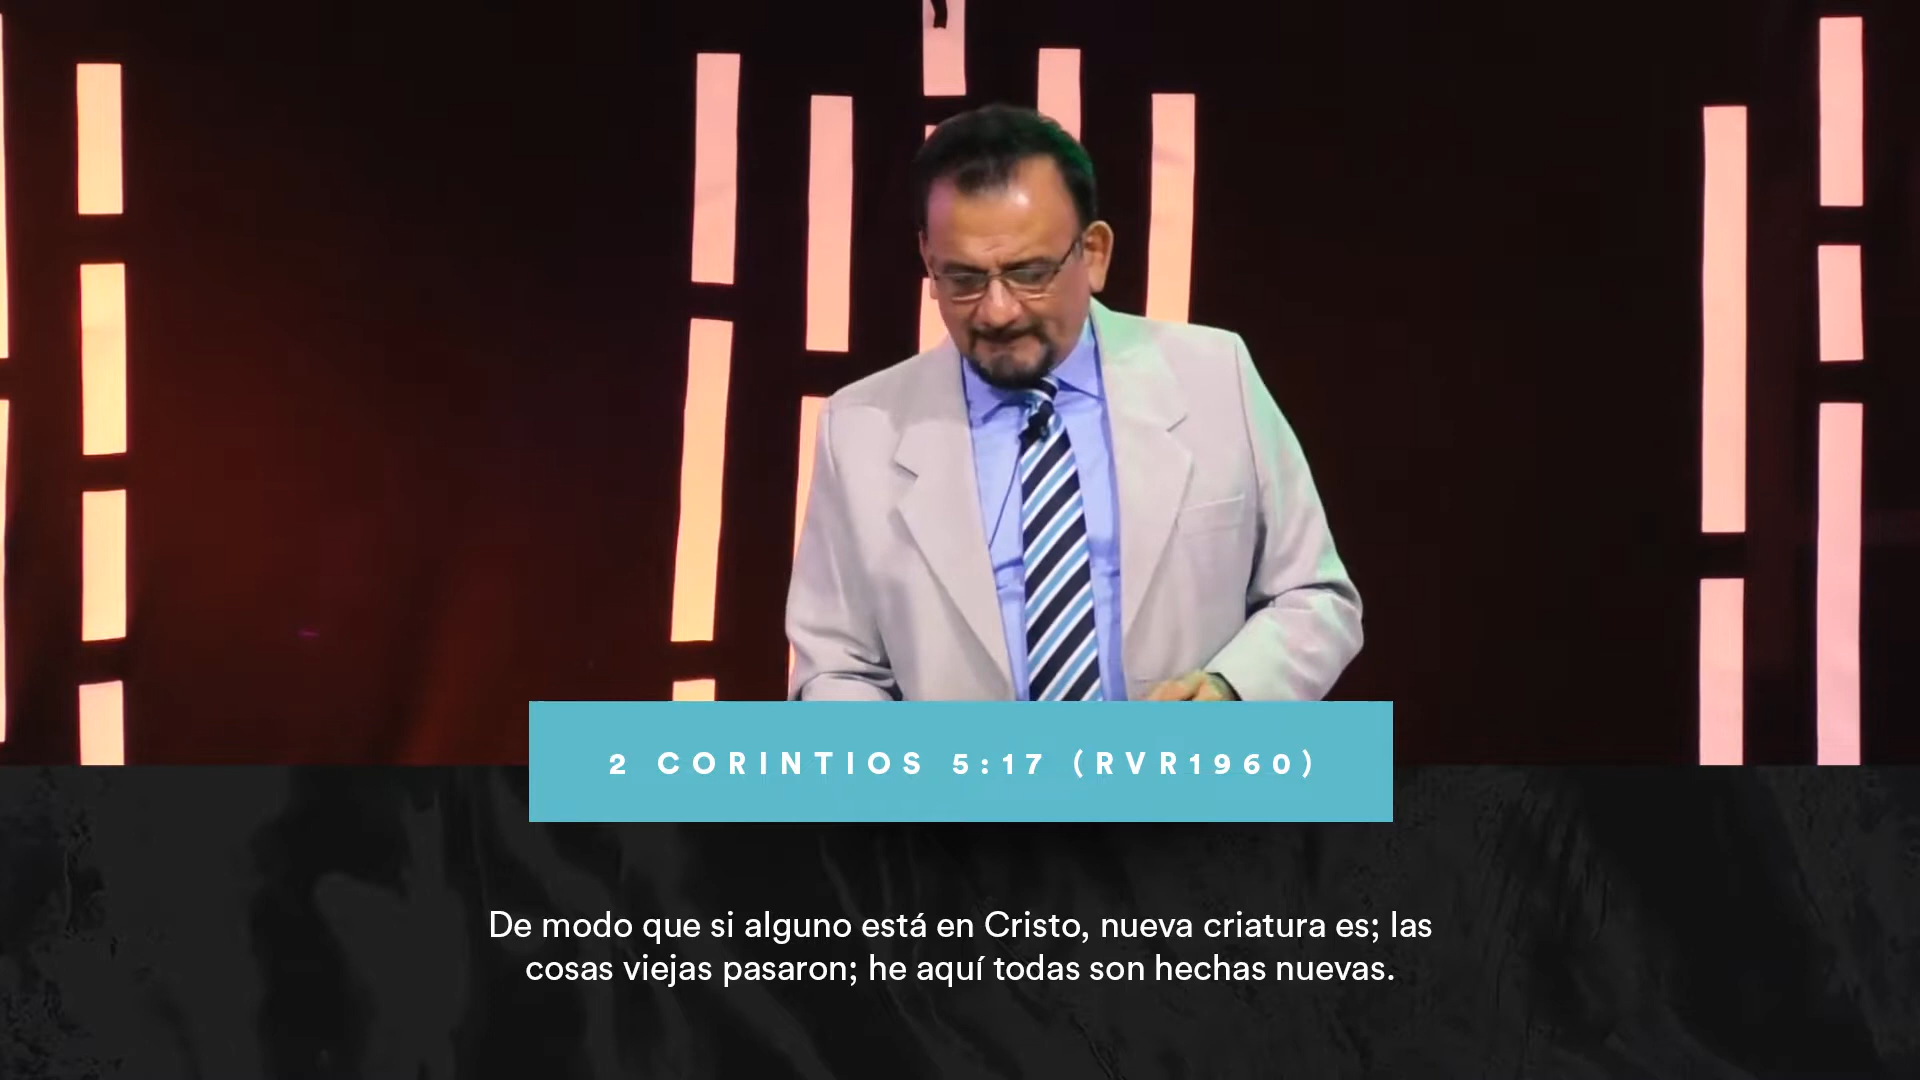 2 CORINTIOS 5:17 (RVR1960)
De modo que si alguno está en Cristo, nueva criatura es; las
cosas viejas pasaron; he aquí todas son hechas nuevas.